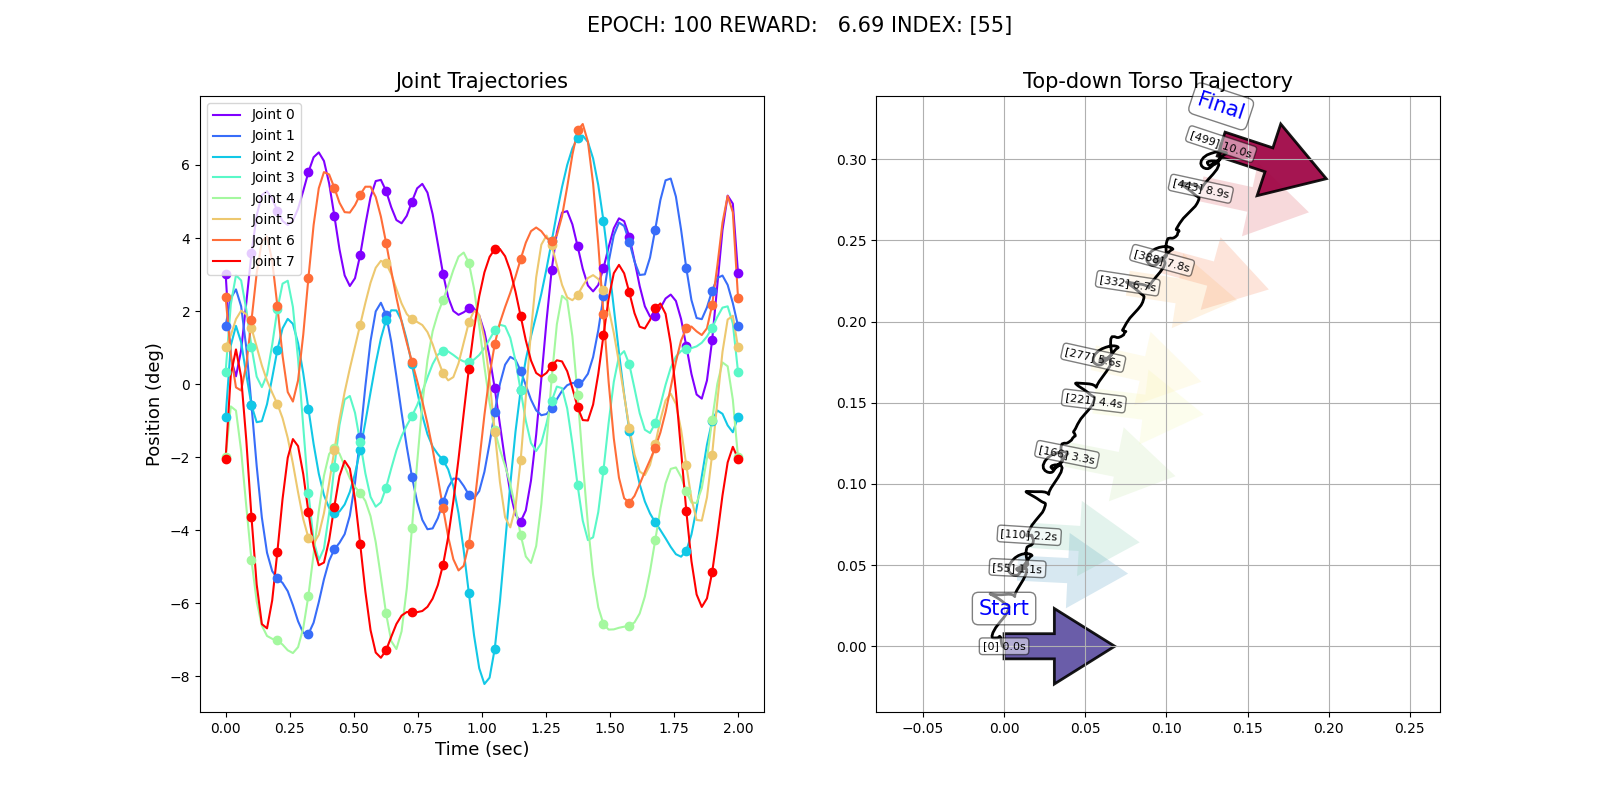 EPOCH: 100 REWARD:   6.69 INDEX: [55]
Joint Trajectories
Joint 0
Joint 1
Joint 2
Joint 3
Joint 4
Joint 5
Joint 6
Joint 7
Position (deg)
6
4
2
0
−2
−4
−6
−8
0.00 0.25 0.50 0.75 1.00 1.25 1.50 1.75 2.00
Time (sec)
Top-down Torso Trajectory
Final
[499] 10.0s
[443] 8.9s
[388] 7.8s
[332] 6.7s
[277] 5.6s
[221] 4.4s
[166] 3.3s
[110] 2.2s
[55] 1.1s
Start
[0] 0.0s
0.30
0.25
0.20
0.15
0.10
0.05
0.00
−0.05 0.00 0.05 0.10 0.15 0.20 0.25